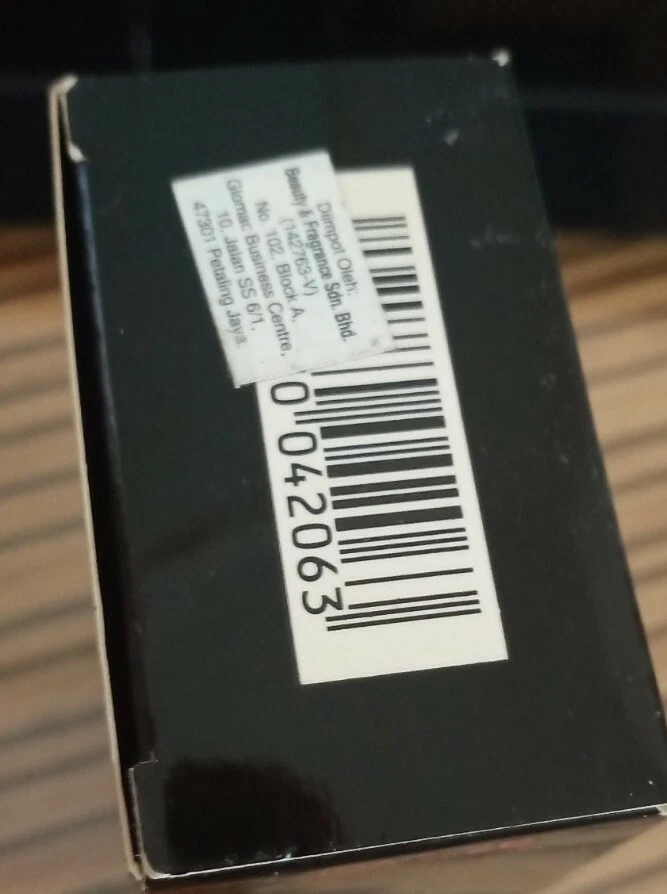 Diimpot Oleh:
Beauty & Fragrance Sdn. Bhd.
(142763-V)
No. 102, Block A,
Glomac Business Centre,
10, Jalan SS 6/1,
47301 Petaling Jaya.
0 042063